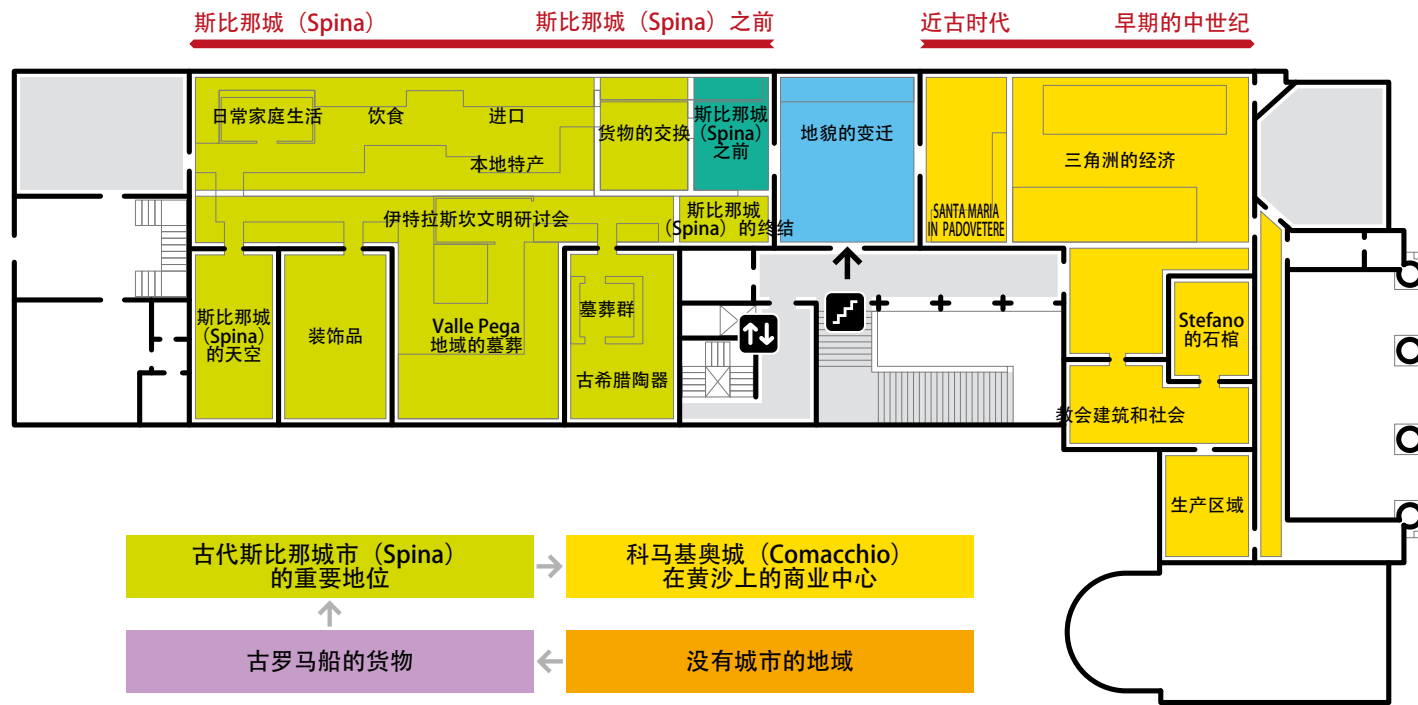 斯比那城（Spina）
斯比那城（Spina）之前
近古时代
早期的中世纪
日常家庭生活
饮食
进口
货物的交换
斯比那城
（Spina）
之前
地貌的变迁
三角洲的经济
本地特产
伊特拉斯坎文明研讨会
斯比那城
（Spina）的终结
SANTA MARIA
IN PADOVETERE
斯比那城
（Spina）
的天空
装饰品
Valle Pega
地域的墓葬
墓葬群
古希腊陶器
Stefano
的石棺
教会建筑和社会
生产区域
古代斯比那城市（Spina）
的重要地位
科马基奥城（Comacchio）
在黄沙上的商业中心
古罗马船的货物
没有城市的地域